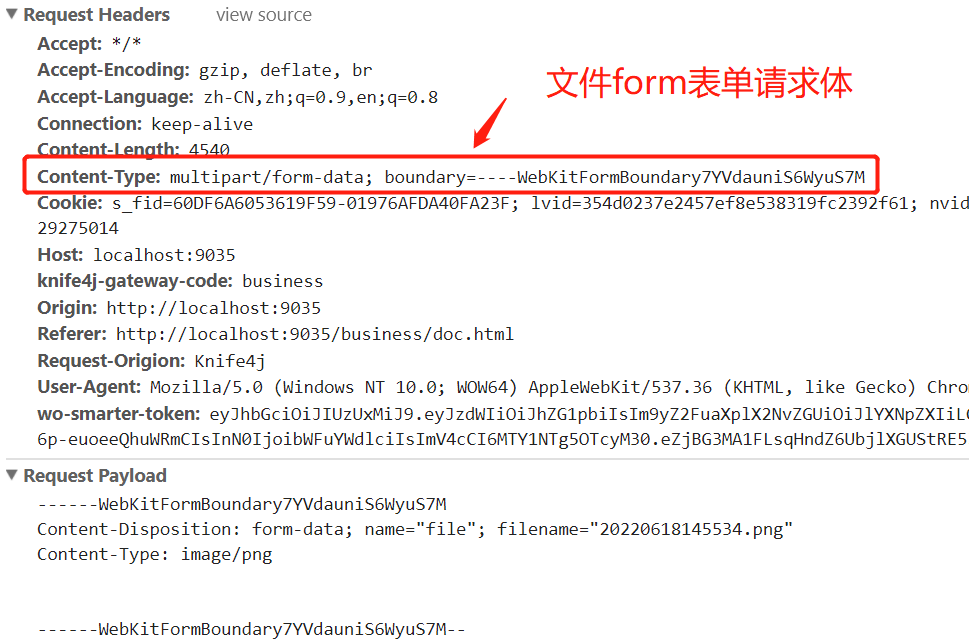 ▼ Request Headers view source
Accept: */*
Accept-Encoding: gzip, deflate, br
文件form表单请求体
Accept-Language: zh-CN,zh;q=0.9,en;q=0.8
Connection: keep-alive
Content-Length: 4540
Content-Type: multipart/form-data; boundary=----WebKitFormBoundary7YVdauniS6WyuS7M
Cookie: s_fid=60DF6A6053619F59-01976AFDA40FA23F; lvid=354d0237e2457ef8e538319fc2392f61; nvid
29275014
Host: localhost:9035
knife4j-gateway-code: business
Origin: http://localhost:9035
Referer: http://localhost:9035/business/doc.html
Request-Origion: Knife4j
User-Agent: Mozilla/5.0 (Windows NT 10.0; WOW64) AppleWebKit/537.36 (KHTML, like Gecko) Chro
wo-smarter-token: eyJhbGciOiJIUzUxMiJ9.eyJzdWIiOiJhZG1pbiIsIm9yZ2FuaXplX2NvZGUiOiJlYXNpZXIiL
6p-euoeeQhuWRmCIsInN0IjoibWFuYWdlciIsImV4cCI6MTY1NTg5OTcyM30.eZjBG3MA1FLsqHndZ6UbjlXGUStRE5
▼ Request Payload
------WebKitFormBoundary7YVdauniS6WyuS7M
Content-Disposition: form-data; name="file"; filename="20220618145534.png"
Content-Type: image/png
------WebKitFormBoundary7YVdauniS6WyuS7M--